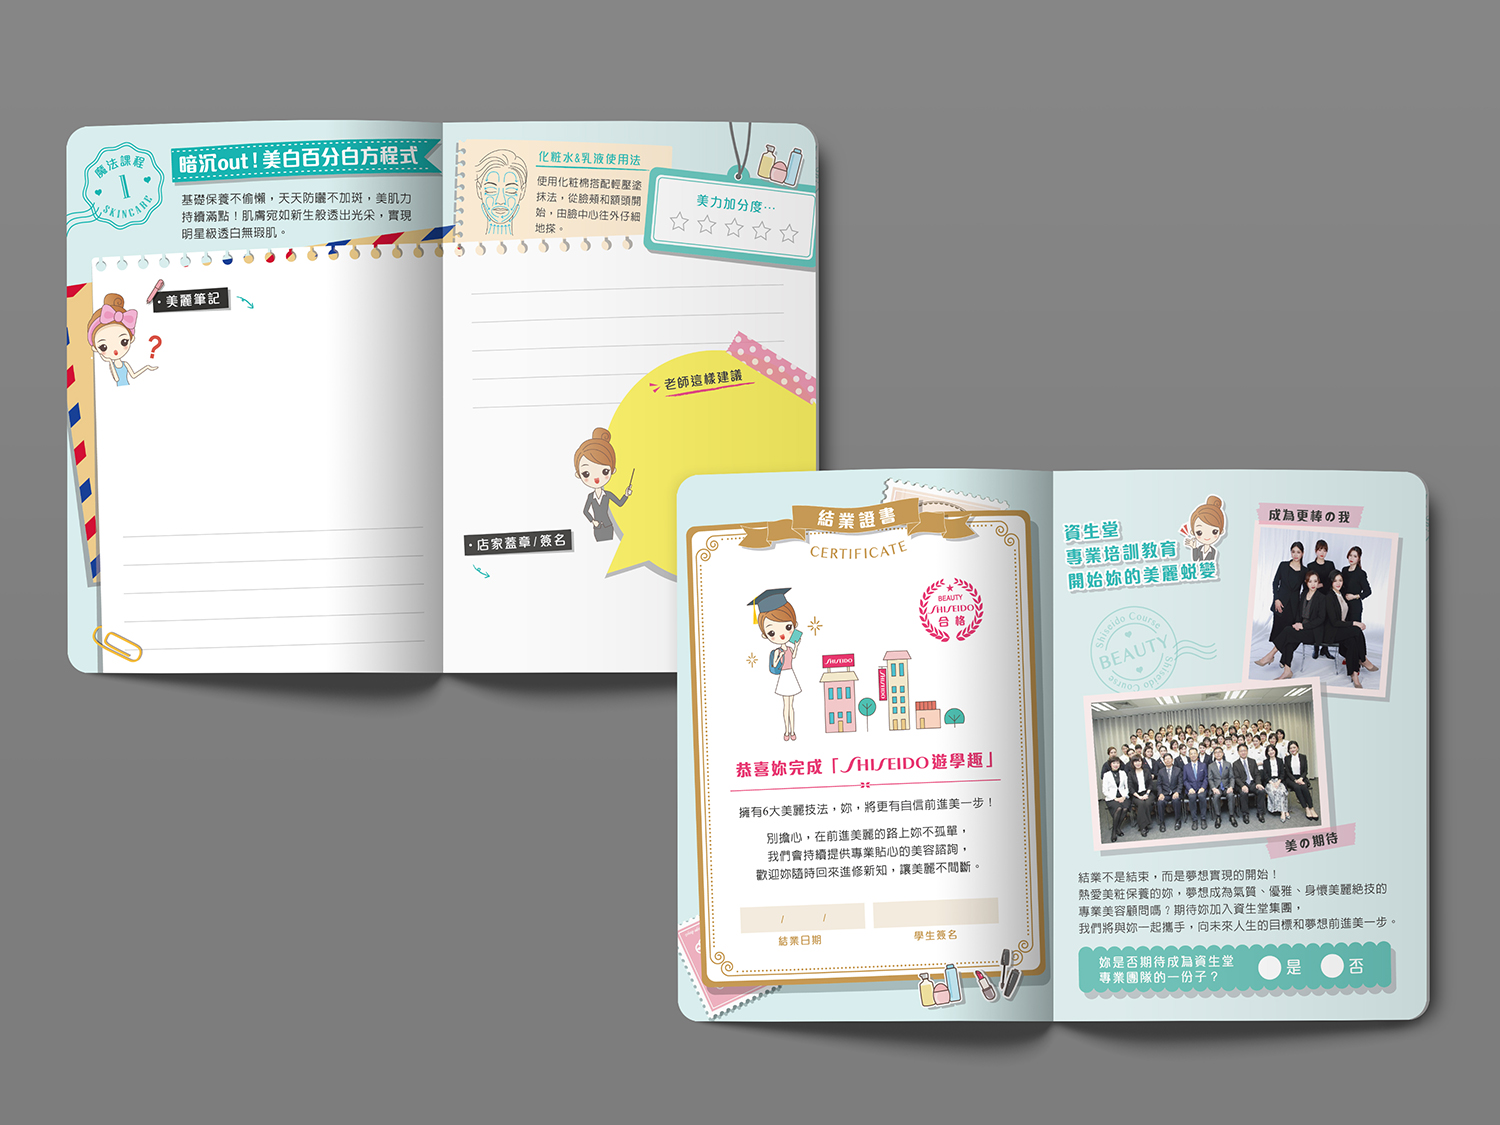 魔法課程
1
SKINCARE
暗沉out!美白百分白方程式
基礎保養不偷懶,天天防曬不加斑,美肌力
持續滿點!肌膚宛如新生般透出光采,實現
明星級透白無瑕肌。
・美麗筆記
?
化粧水&乳液使用法
使用化粧棉搭配輕壓塗
抹法,從臉頰和額頭開
始,由臉中心往外仔細
地搽。
美力加分度…
老師這樣建議
・店家蓋章/簽名
結業證書
CERTIFICATE
BEAUTY
SHISEIDO
合格
SHISEIDO
SHISEIDO
恭喜妳完成「SHISEIDO遊學趣」
擁有6大美麗技法,妳,將更有自信前進美一步!
別擔心,在前進美麗的路上妳不孤單,
我們會持續提供專業貼心的美容諮詢,
歡迎妳隨時回來進修新知,讓美麗不間斷。
/ /
結業日期
學生簽名
資生堂
專業培訓教育
開始妳的美麗蛻變
成為更棒の我
Shiseido Course
BEAUTY
Shiseido Course
美の期待
結業不是結束,而是夢想實現的開始!
熱愛美粧保養的妳,夢想成為氣質、優雅、身懷美麗絕技的
專業美容顧問嗎?期待妳加入資生堂集團,
我們將與妳一起攜手,向未來人生的目標和夢想前進美一步。
妳是否期待成為資生堂
專業團隊的一份子?
是
否